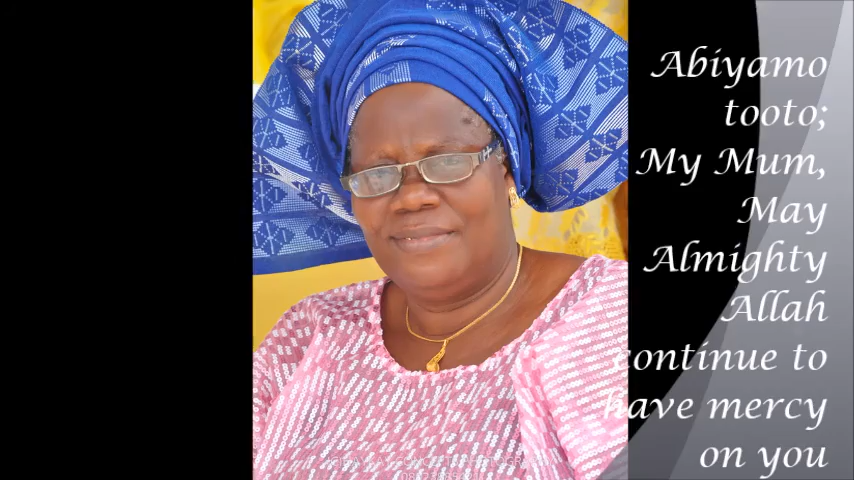 Abiyamo
tooto;
My Mum,
May
Almighty
Allah
continue to
have mercy
on you